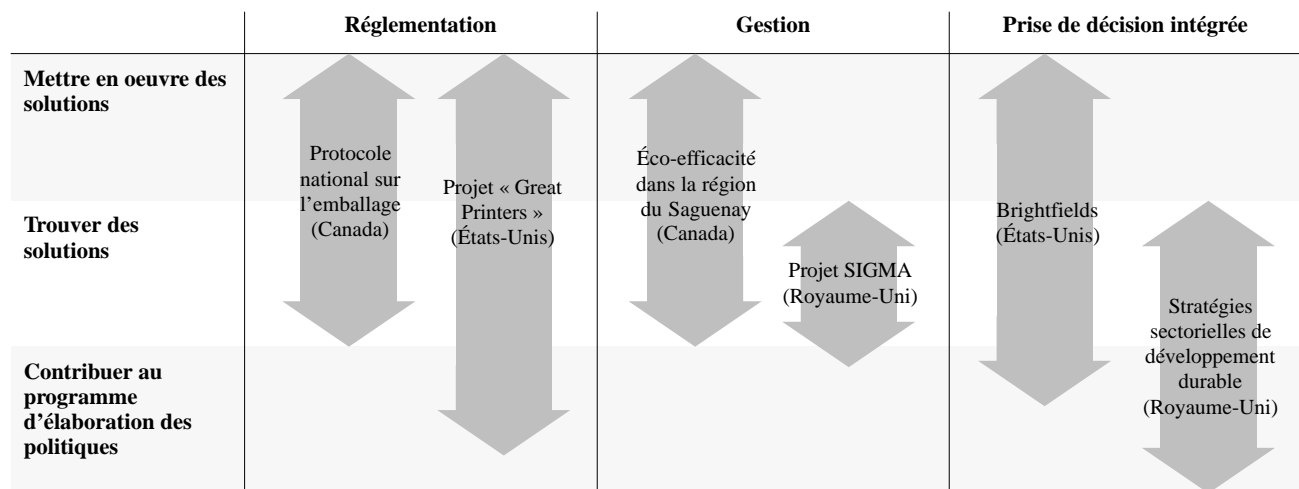 Réglementation
Gestion
Prise de décision intégrée
Mettre en oeuvre des
solutions
Protocole
national sur
l’emballage
(Canada)
Projet « Great
Printers »
(États-Unis)
Éco-efficacité
dans la région
du Saguenay
(Canada)
Brightfields
(États-Unis)
Trouver des
solutions
Projet SIGMA
(Royaume-Uni)
Stratégies
sectorielles de
développement
durable
(Royaume-Uni)
Contribuer au
programme
d’élaboration des
politiques